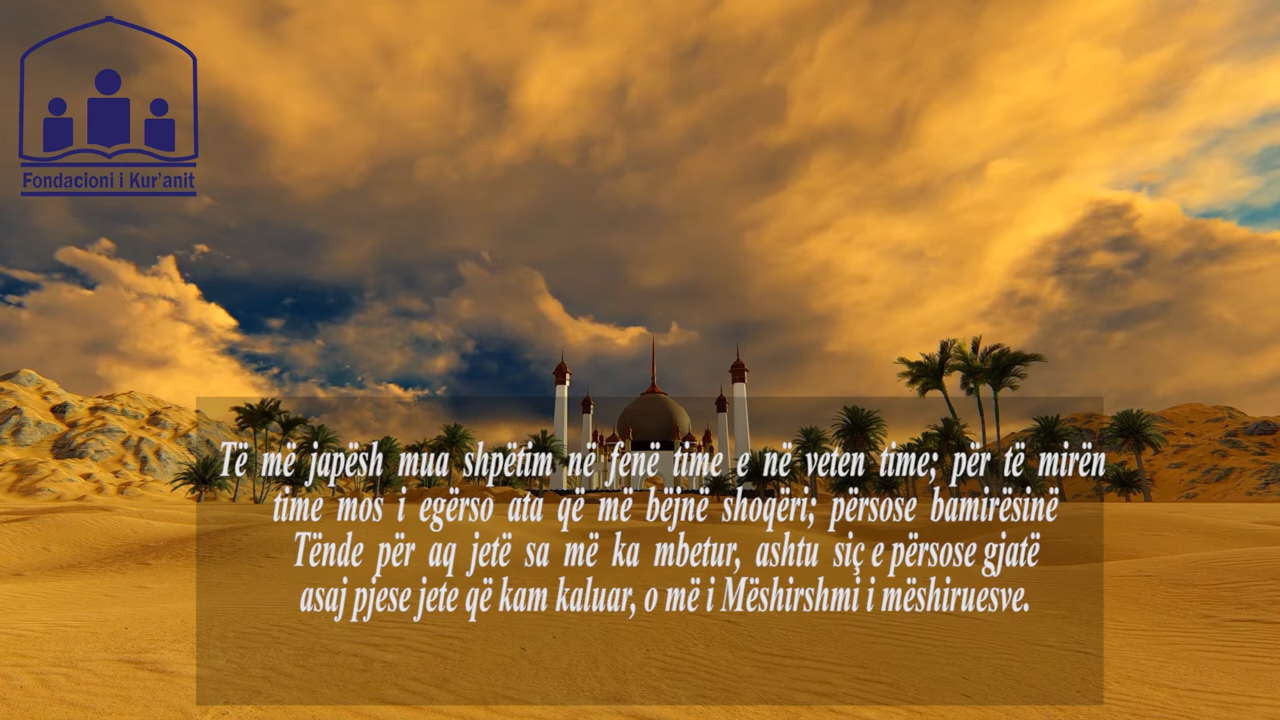 Fondacioni i Kur'anit
Të më japësh mua shpëtim në fenë time e në veten time; për të mirën
time mos i egërso ata që më bëjnë shoqëri; përsose bamirësinë
Tënde për aq jetë sa më ka mbetur, ashtu siç e përsose gjatë
asaj pjese jete që kam kaluar, o më i Mëshirshmi i mëshiruesve.